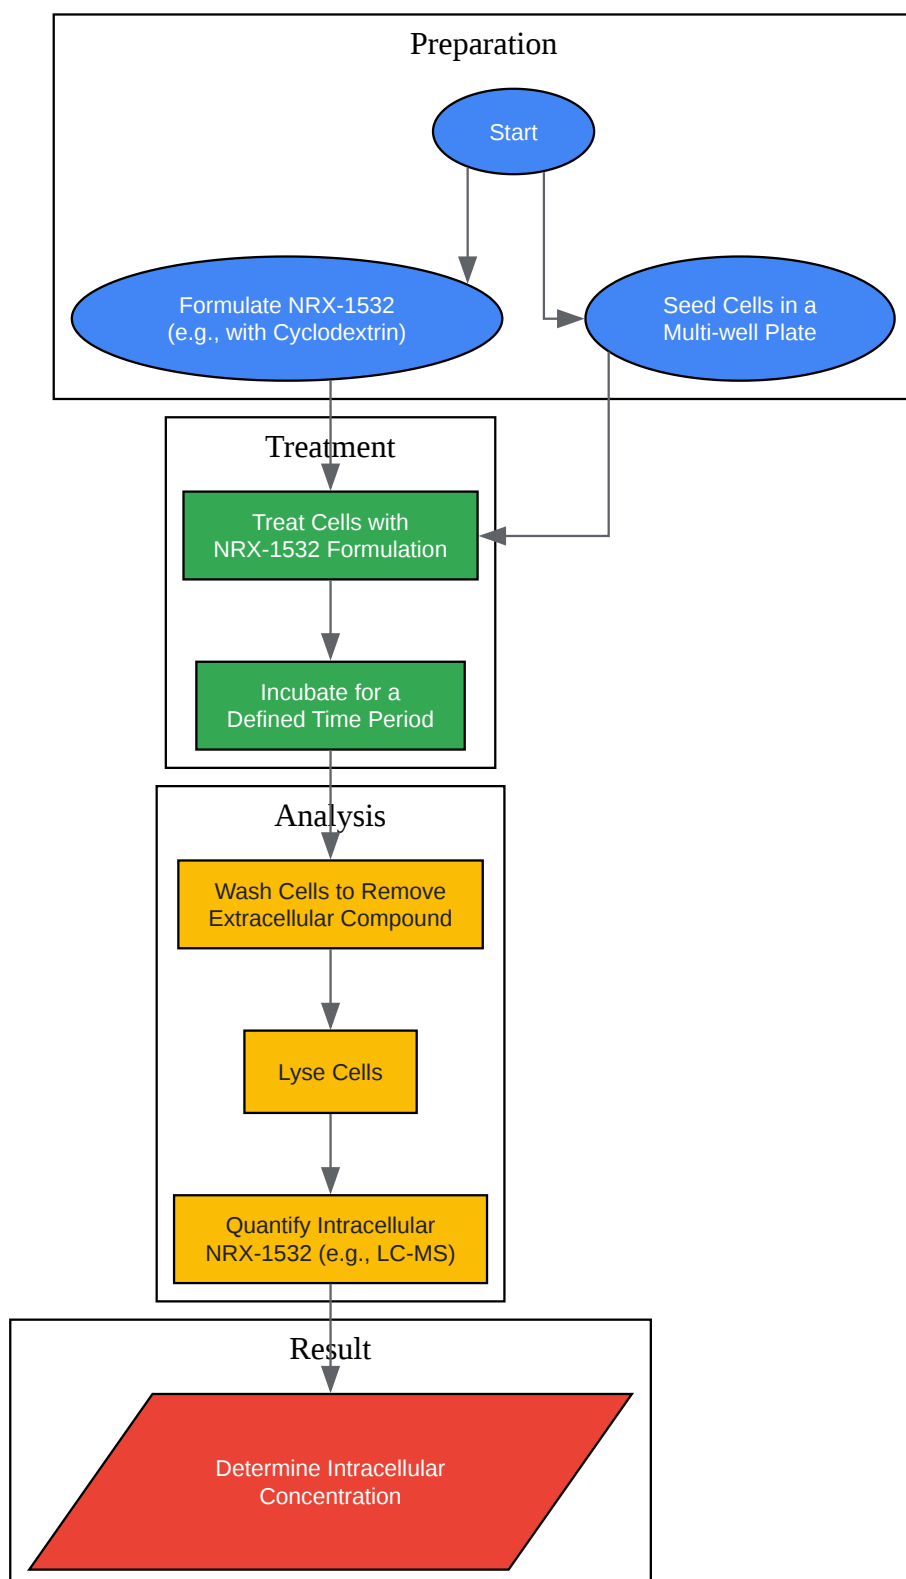 Preparation
Start
Formulate NRX-1532
(e.g., with Cyclodextrin)
Seed Cells in a
Multi-well Plate
Treatment
Treat Cells with
NRX-1532 Formulation
Incubate for a
Defined Time Period
Analysis
Wash Cells to Remove
Extracellular Compound
Lyse Cells
Quantify Intracellular
NRX-1532 (e.g., LC-MS)
Result
Determine Intracellular
Concentration